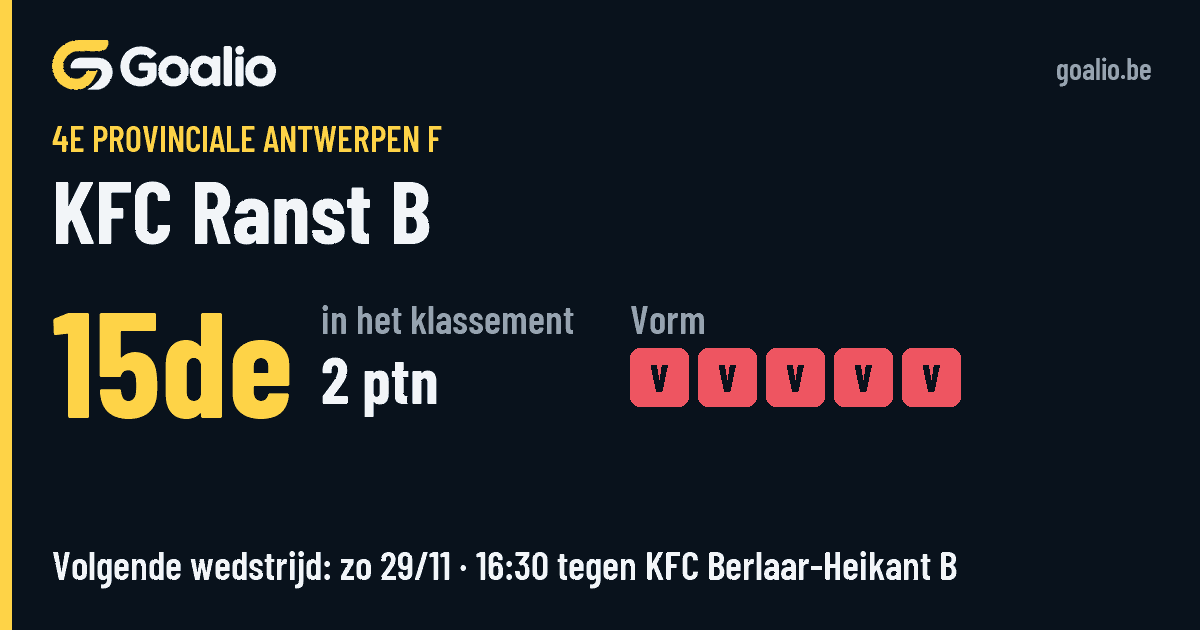 Goalio
goalio.be
4E PROVINCIALE ANTWERPEN F
KFC Ranst B
15de
in het klassement
2 ptn
Vorm
V V V V V
Volgende wedstrijd: zo 29/11 · 16:30 tegen KFC Berlaar-Heikant B